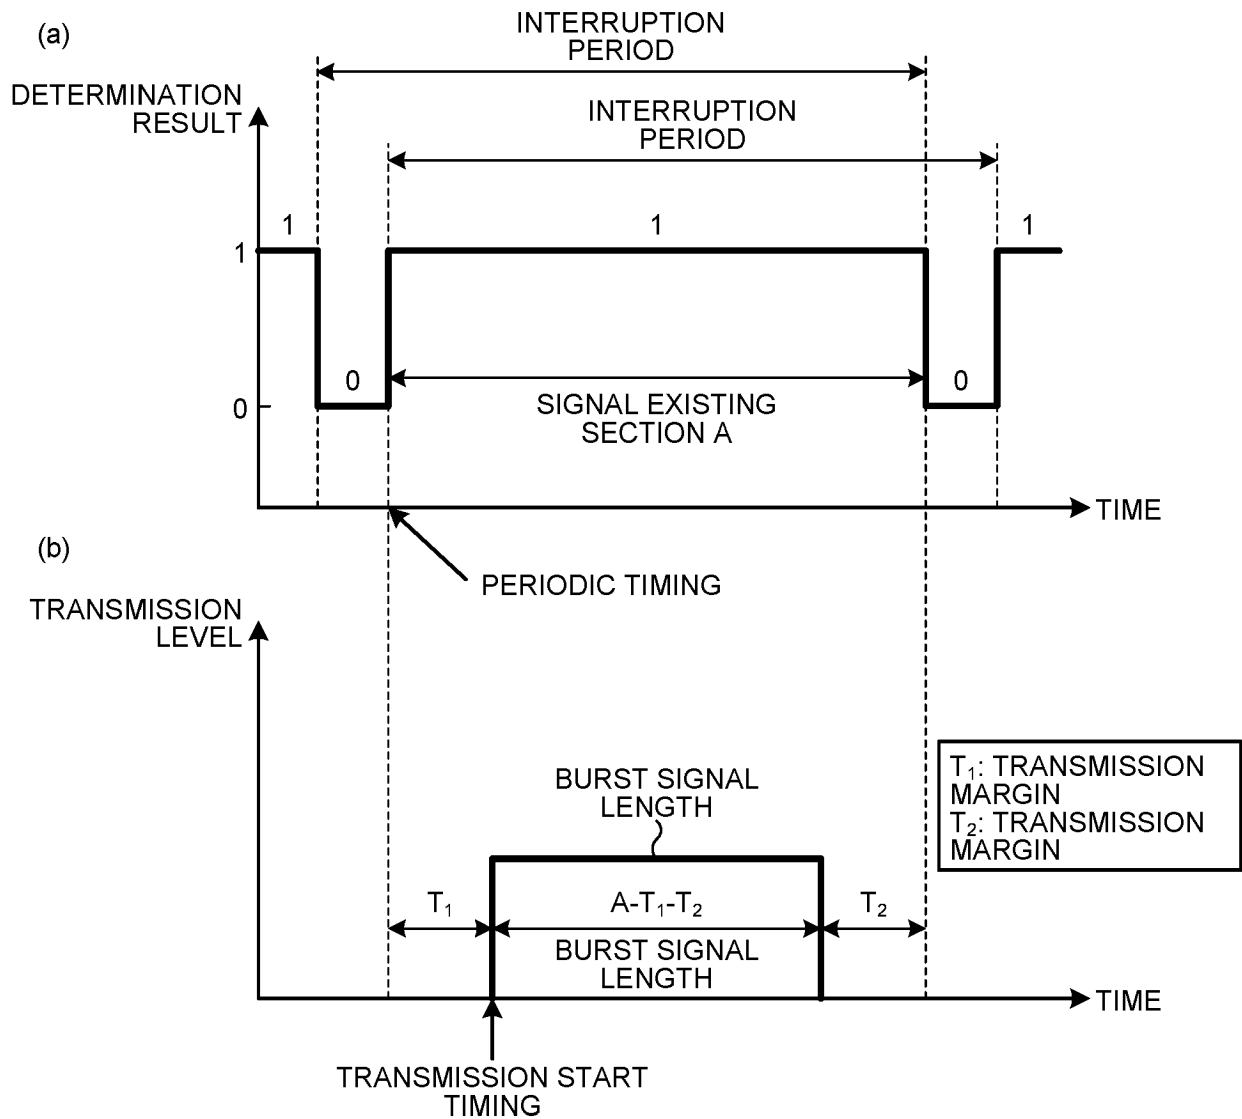 (a)
INTERRUPTION
PERIOD
DETERMINATION
RESULT
INTERRUPTION
PERIOD
1
1
1
1
0
0
0
SIGNAL EXISTING
SECTION A
TIME
PERIODIC TIMING
(b)
TRANSMISSION
LEVEL
T₁: TRANSMISSION
MARGIN
T₂: TRANSMISSION
MARGIN
BURST SIGNAL
LENGTH
T₁
A-T₁-T₂
T₂
BURST SIGNAL
LENGTH
TIME
TRANSMISSION START
TIMING